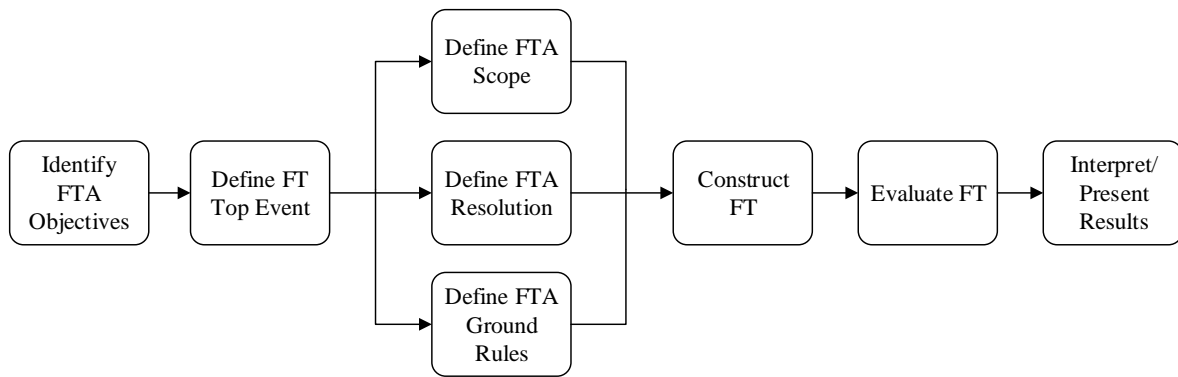 Identify
FTA
Objectives
Define FT
Top Event
Define FTA
Scope
Define FTA
Resolution
Define FTA
Ground
Rules
Construct
FT
Evaluate FT
Interpret/
Present
Results